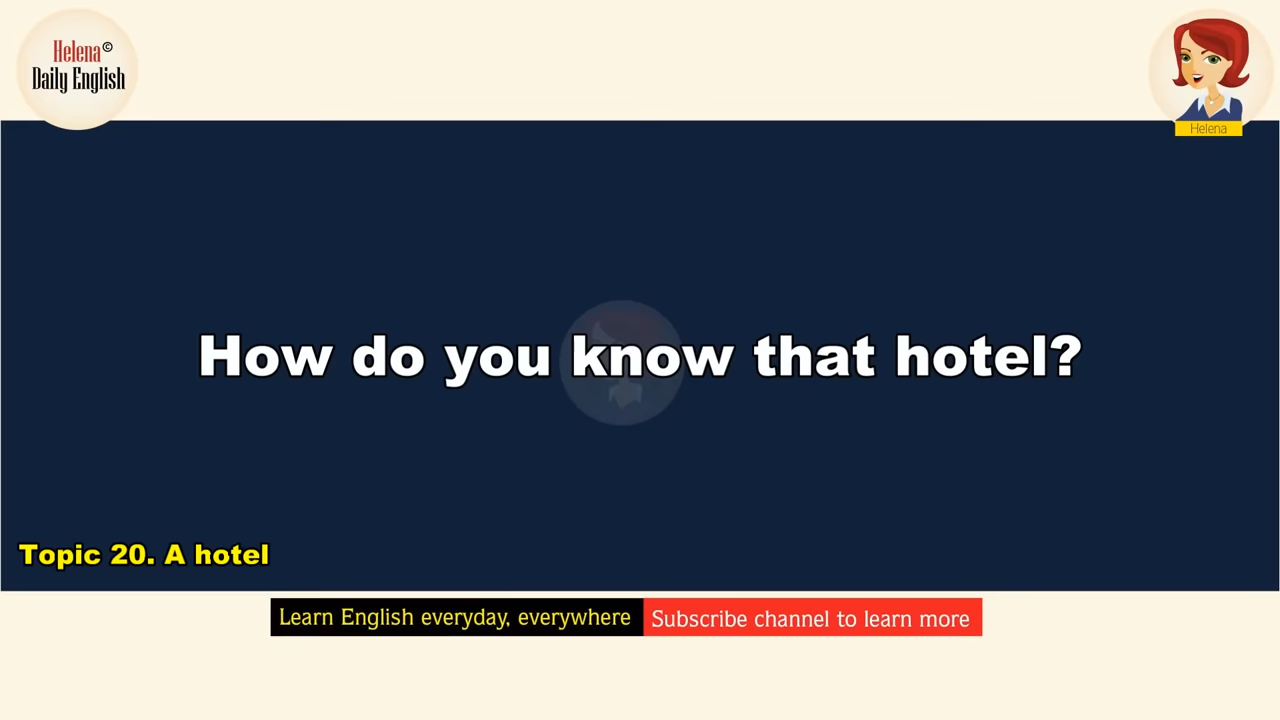 Helena©
Daily English
Helena
How do you know that hotel?
Topic 20. A hotel
Learn English everyday, everywhere
Subscribe channel to learn more